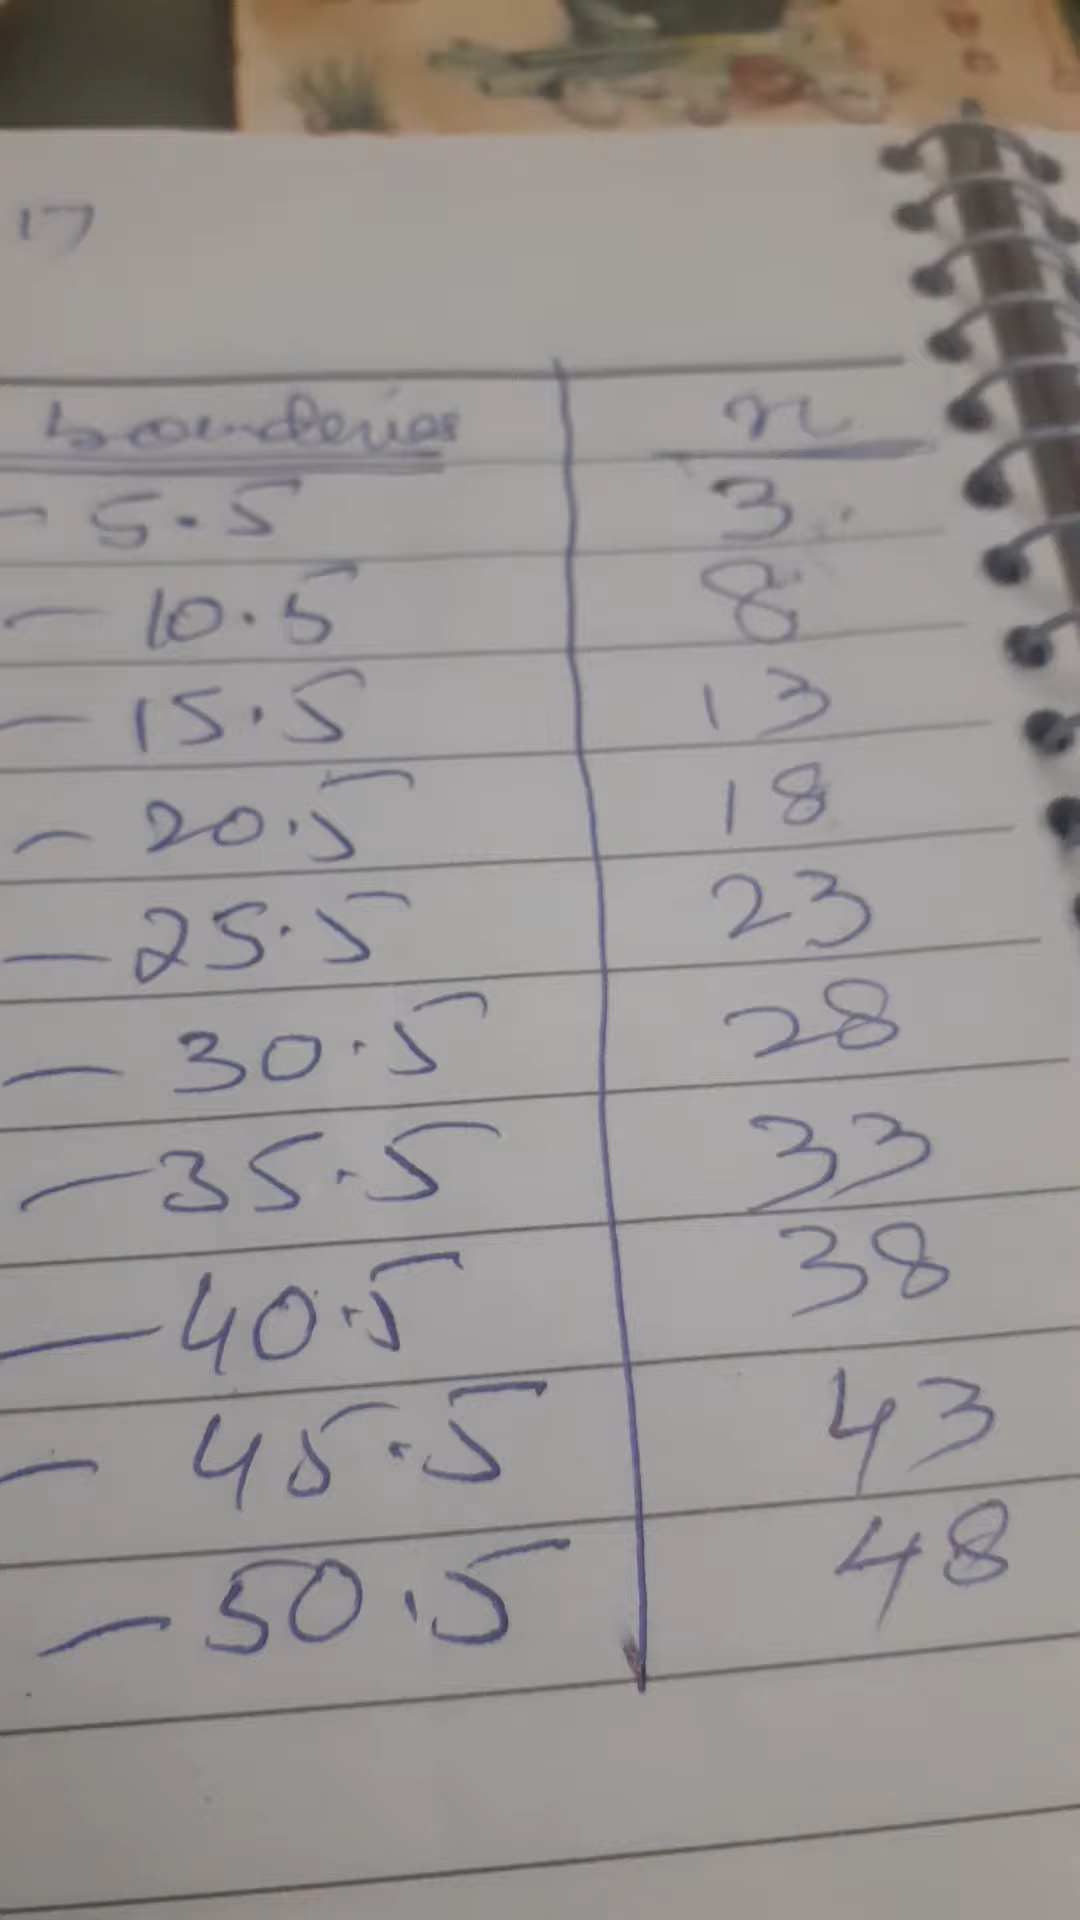 17
bounderies x
- 5.5 3
- 10.5 8
- 15.5 13
- 20.5 18
- 25.5 23
- 30.5 28
- 35.5 33
- 40.5 38
- 45.5 43
- 50.5 48